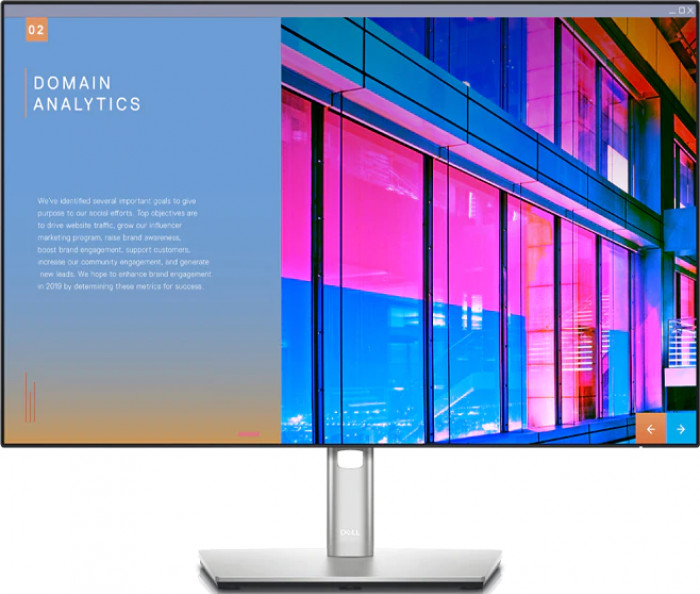 02
DOMAIN
ANALYTICS
We've identified several important goals to give
purpose to our social efforts. Top objectives are
to drive website traffic, grow our influencer
marketing program, raise brand awareness,
boost brand engagement, support customers,
increase our community engagement, and generate
new leads. We hope to enhance brand engagement
in 2019 by determining these metrics for success.
DELL